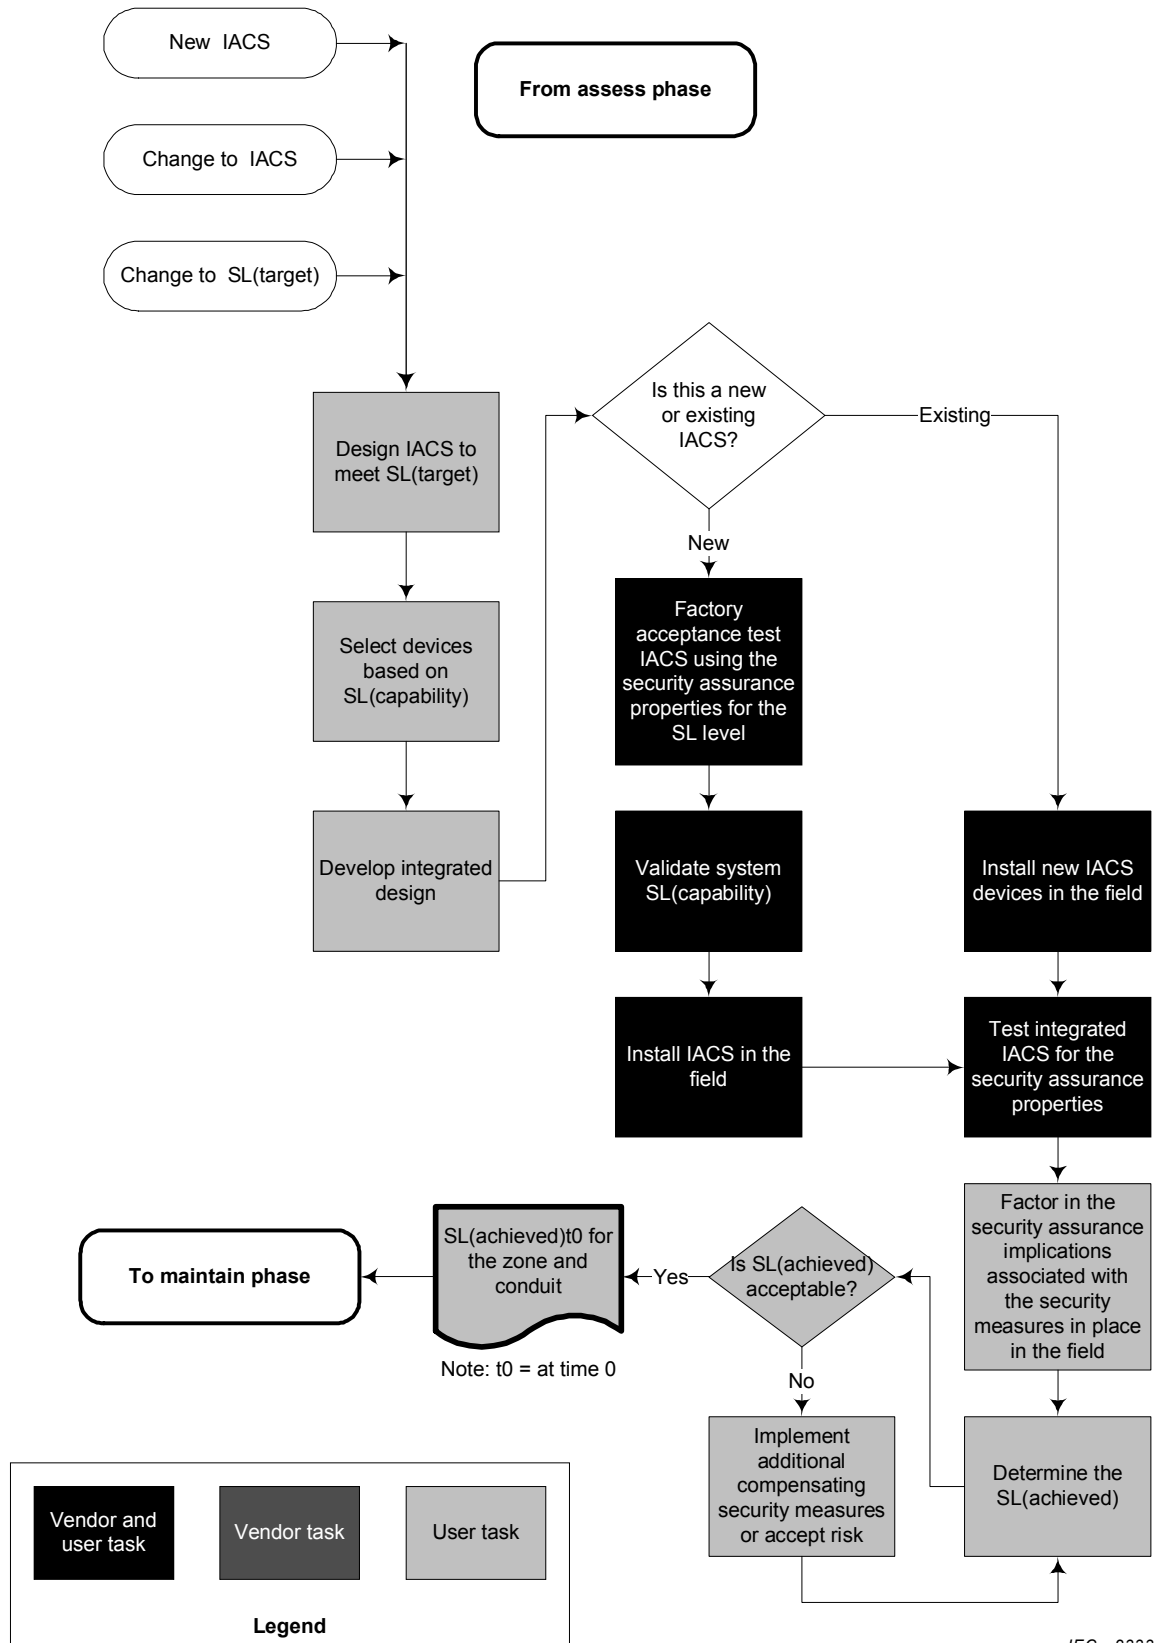 New IACS
From assess phase
Change to IACS
Change to SL(target)
Design IACS to
meet SL(target)
Select devices
based on
SL(capability)
Develop integrated
design
Is this a new
or existing
IACS?
Existing
New
Factory
acceptance test
IACS using the
security assurance
properties for the
SL level
Validate system
SL(capability)
Install new IACS
devices in the field
Install IACS in the
field
Test integrated
IACS for the
security assurance
properties
Factor in the
security assurance
implications
associated with
the security
measures in place
in the field
Determine the
SL(achieved)
Is SL(achieved)
acceptable?
Yes
No
Implement
additional
compensating
security measures
or accept risk
SL(achieved)t0 for
the zone and
conduit
Note: t0 = at time 0
To maintain phase
Vendor and
user task
Vendor task
User task
Legend